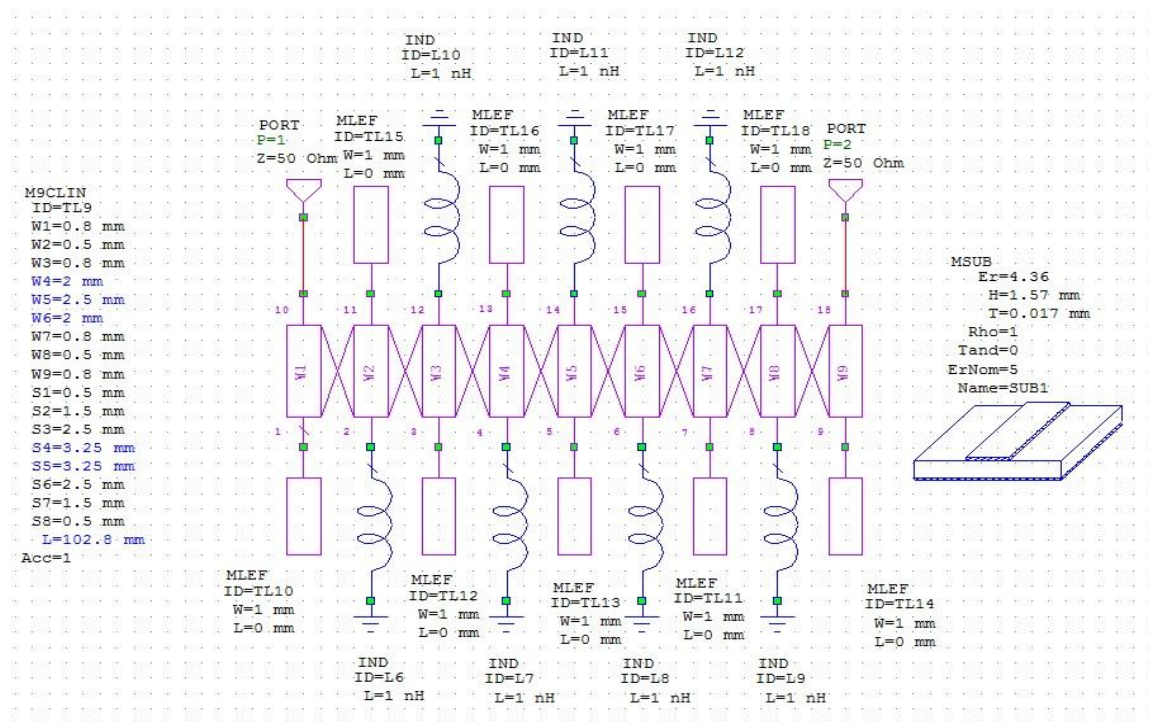 IND
ID=L10
L=1 nH
IND
ID=L11
L=1 nH
IND
ID=L12
L=1 nH
PORT
P=1
Z=50 Ohm
MLEF
ID=TL15
W=1 mm
L=0 mm
MLEF
ID=TL16
W=1 mm
L=0 mm
MLEF
ID=TL17
W=1 mm
L=0 mm
MLEF
ID=TL18
W=1 mm
L=0 mm
PORT
P=2
Z=50 Ohm
M9CLIN
ID=TL9
W1=0.8 mm
W2=0.5 mm
W3=0.8 mm
W4=2 mm
W5=2.5 mm
W6=2 mm
W7=0.8 mm
W8=0.5 mm
W9=0.8 mm
S1=0.5 mm
S2=1.5 mm
S3=2.5 mm
S4=3.25 mm
S5=3.25 mm
S6=2.5 mm
S7=1.5 mm
S8=0.5 mm
L=102.8 mm
Acc=1
MSUB
Er=4.36
H=1.57 mm
T=0.017 mm
Rho=1
Tand=0
ErNom=5
Name=SUB1
10 11 12 13 14 15 16 17 18
W1 W2 W3 W4 W5 W6 W7 W8 W9
1 2 3 4 5 6 7 8 9
MLEF
ID=TL10
W=1 mm
L=0 mm
MLEF
ID=TL12
W=1 mm
L=0 mm
MLEF
ID=TL13
W=1 mm
L=0 mm
MLEF
ID=TL11
W=1 mm
L=0 mm
MLEF
ID=TL14
W=1 mm
L=0 mm
IND
ID=L6
L=1 nH
IND
ID=L7
L=1 nH
IND
ID=L8
L=1 nH
IND
ID=L9
L=1 nH